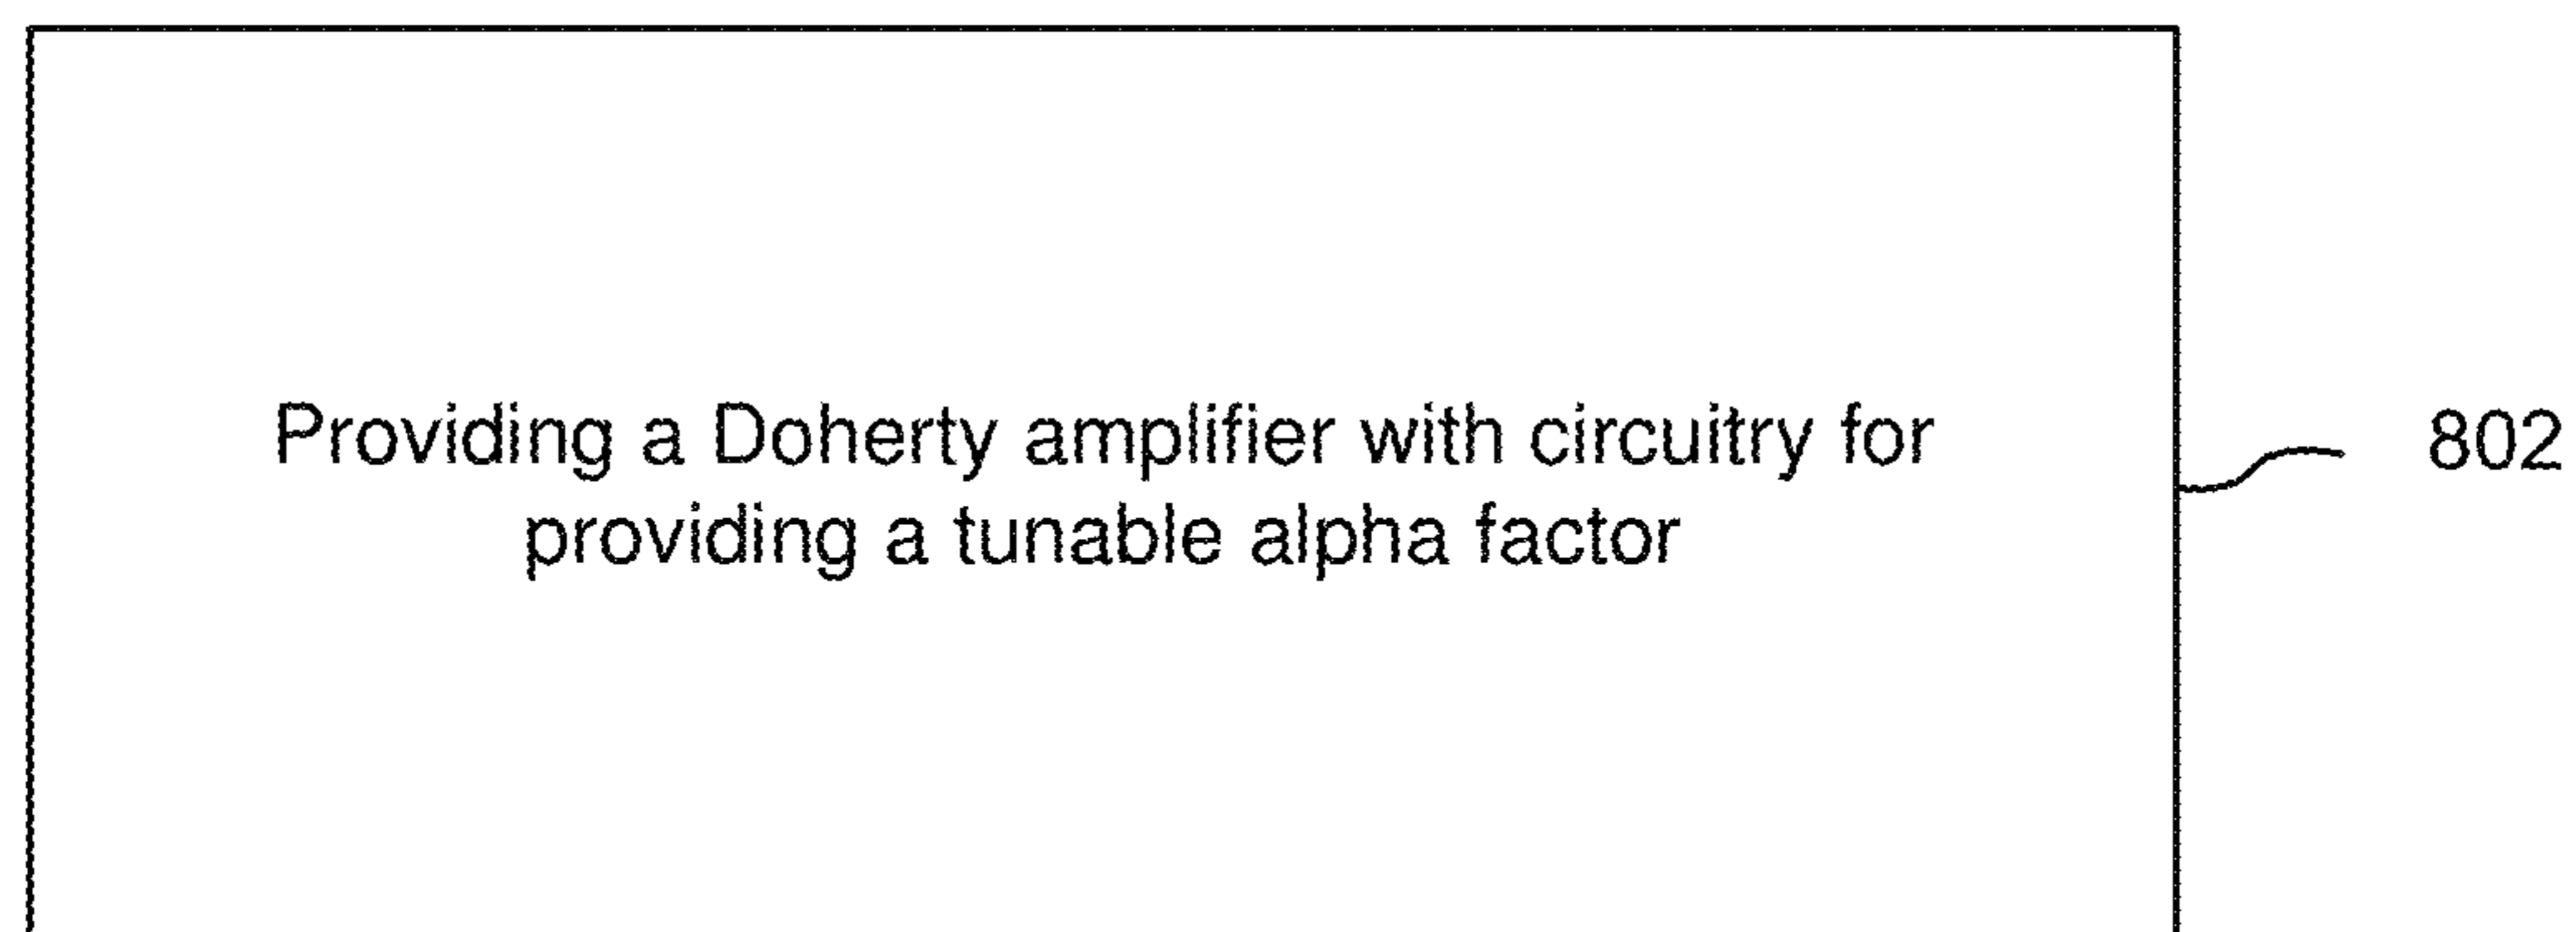 Providing a Doherty amplifier with circuitry for
providing a tunable alpha factor
802